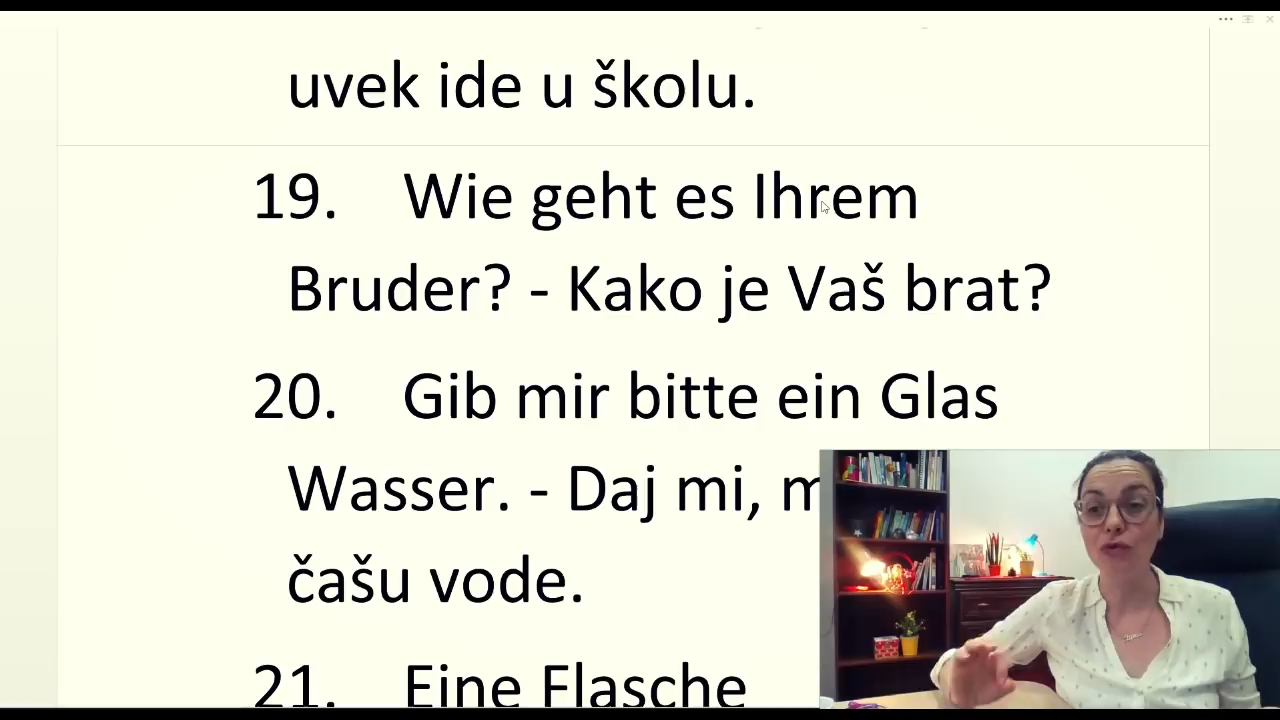 uvek ide u školu.
19. Wie geht es Ihrem
Bruder? - Kako je Vaš brat?
20. Gib mir bitte ein Glas
Wasser. - Daj mi,
čašu vode.
21. Eine Flasche